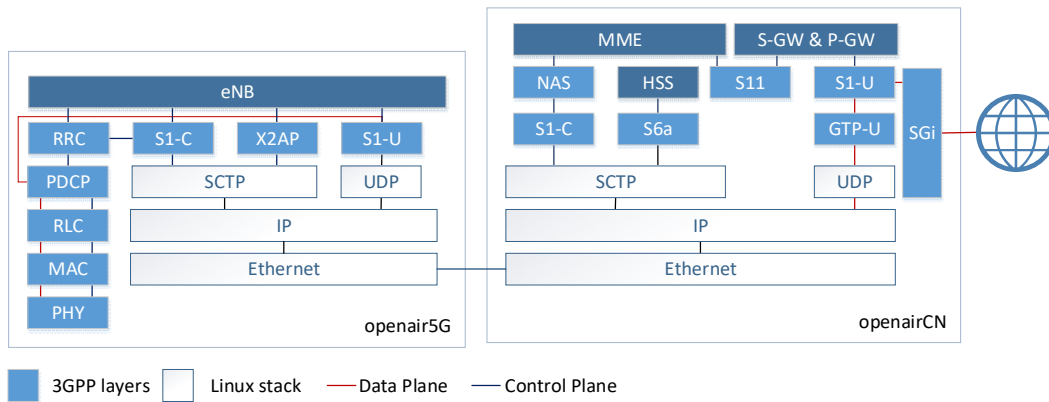 MME
S-GW & P-GW
eNB
NAS
HSS
S11
S1-U
RRC
S1-C
X2AP
S1-U
S1-C
S6a
GTP-U
SGi
PDCP
SCTP
UDP
SCTP
UDP
RLC
IP
IP
MAC
Ethernet
Ethernet
PHY
openair5G
openairCN
3GPP layers
Linux stack
Data Plane
Control Plane